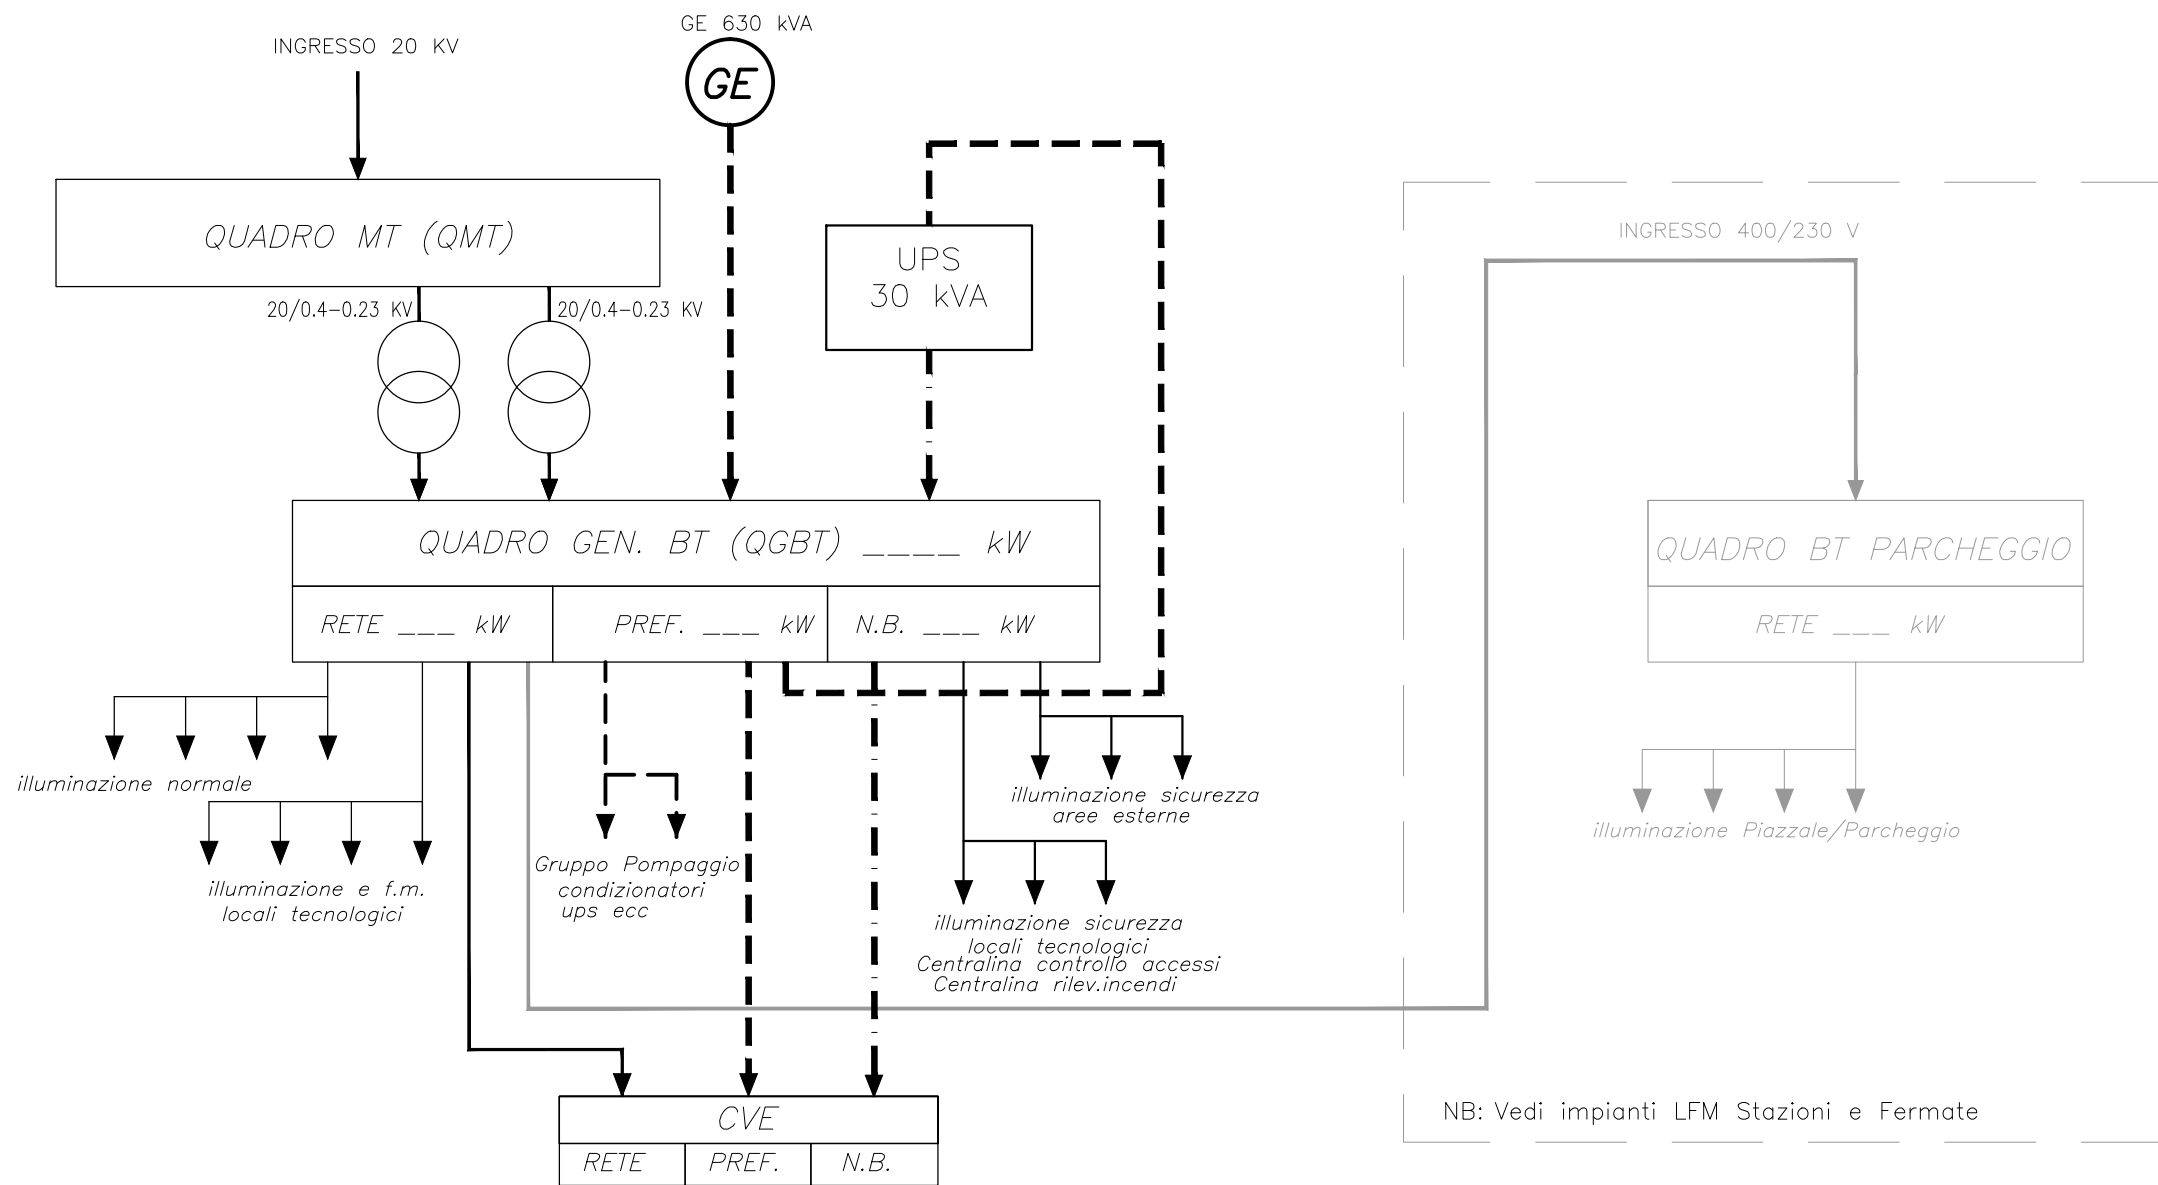 GE 630 kVA
INGRESSO 20 KV
GE
QUADRO MT (QMT)
INGRESSO 400/230 V
UPS
30 kVA
20/0.4-0.23 KV
20/0.4-0.23 KV
QUADRO GEN. BT (QGBT) ____ kW
QUADRO BT PARCHEGGIO
RETE ___ kW
PREF. ___ kW
N.B. ___ kW
RETE ___ kW
illuminazione normale
illuminazione sicurezza
aree esterne
illuminazione Piazzale/Parcheggio
Gruppo Pompaggio
condizionatori
ups ecc
illuminazione e f.m.
locali tecnologici
illuminazione sicurezza
locali tecnologici
Centralina controllo accessi
Centralina rilev.incendi
CVE
NB: Vedi impianti LFM Stazioni e Fermate
RETE
PREF.
N.B.